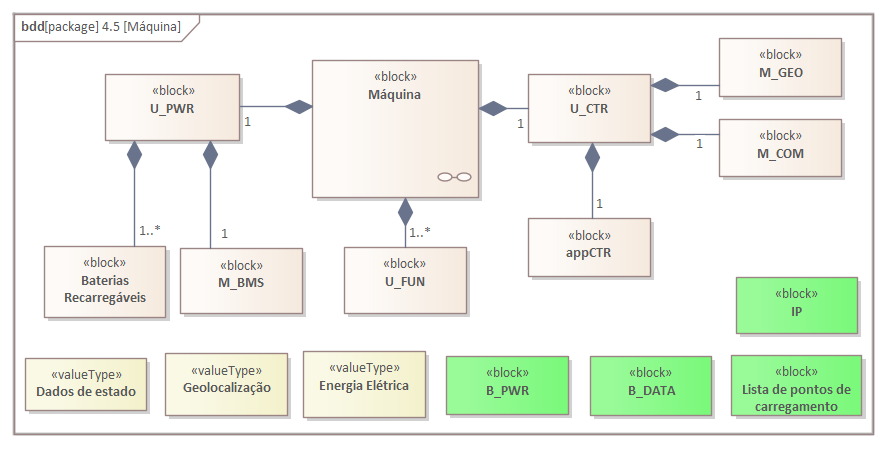 bdd[package] 4.5 [Máquina]
«block»
U_PWR
«block»
Máquina
«block»
U_CTR
«block»
M_GEO
1
1
1
«block»
M_COM
1
1..*
1
1..*
1
«block»
Baterias
Recarregáveis
«block»
M_BMS
«block»
U_FUN
«block»
appCTR
«block»
IP
«valueType»
Dados de estado
«valueType»
Geolocalização
«valueType»
Energia Elétrica
«block»
B_PWR
«block»
B_DATA
«block»
Lista de pontos de
carregamento